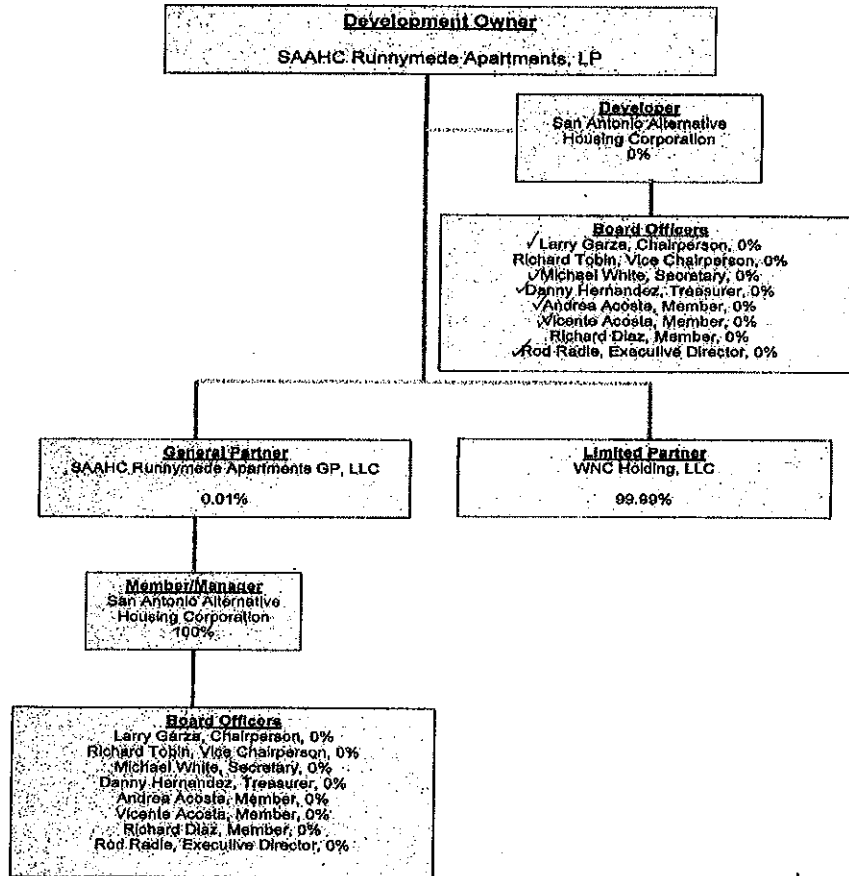 Development Owner
SAAHC Runnymede Apartments, LP
Developer
San Antonio Alternative
Housing Corporation
0%
Board Officers
✓Larry Garza, Chairperson, 0%
Richard Tobin, Vice Chairperson, 0%
✓Michael White, Secretary, 0%
✓Danny Hernandez, Treasurer, 0%
✓Andrea Acosta, Member, 0%
✓Vicente Acosta, Member, 0%
Richard Diaz, Member, 0%
✓Rod Radle, Executive Director, 0%
General Partner
SAAHC Runnymede Apartments GP, LLC
0.01%
Limited Partner
WNC Holding, LLC
99.99%
Member/Manager
San Antonio Alternative
Housing Corporation
100%
Board Officers
Larry Garza, Chairperson, 0%
Richard Tobin, Vice Chairperson, 0%
Michael White, Secretary, 0%
Danny Hernandez, Treasurer, 0%
Andrea Acosta, Member, 0%
Vicente Acosta, Member, 0%
Richard Diaz, Member, 0%
Rod Radle, Executive Director, 0%